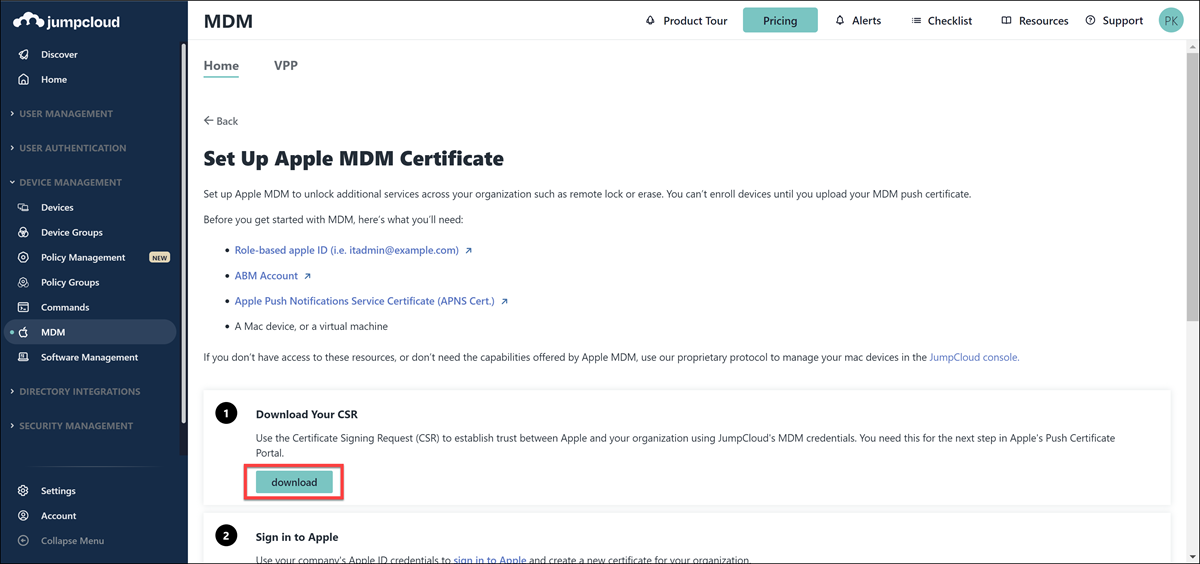 jumpcloud
Discover
Home
USER MANAGEMENT
USER AUTHENTICATION
DEVICE MANAGEMENT
Devices
Device Groups
Policy Management NEW
Policy Groups
Commands
MDM
Software Management
DIRECTORY INTEGRATIONS
SECURITY MANAGEMENT
Settings
Account
Collapse Menu
MDM
Product Tour
Pricing
Alerts
Checklist
Resources
Support
PK
Home
VPP
Back
Set Up Apple MDM Certificate
Set up Apple MDM to unlock additional services across your organization such as remote lock or erase. You can't enroll devices until you upload your MDM push certificate.
Before you get started with MDM, here's what you'll need:
• Role-based apple ID (i.e. itadmin@example.com)
• ABM Account
• Apple Push Notifications Service Certificate (APNS Cert.)
• A Mac device, or a virtual machine
If you don't have access to these resources, or don't need the capabilities offered by Apple MDM, use our proprietary protocol to manage your mac devices in the JumpCloud console.
1 Download Your CSR
Use the Certificate Signing Request (CSR) to establish trust between Apple and your organization using JumpCloud's MDM credentials. You need this for the next step in Apple's Push Certificate
Portal.
download
2 Sign in to Apple
Use your company's Apple ID credentials to sign in to Apple and create a new certificate for your organization.